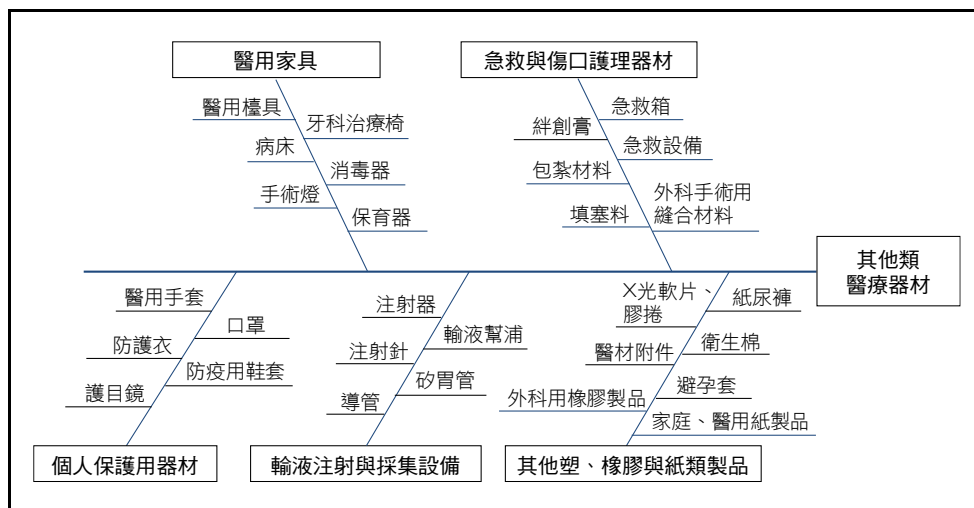 醫用家具
急救與傷口護理器材
醫用檯具
牙科治療椅
病床
消毒器
手術燈
保育器
急救箱
絆創膏
急救設備
包紮材料
外科手術用
縫合材料
填塞料
其他類
醫療器材
醫用手套
口罩
防護衣
防疫用鞋套
護目鏡
注射器
輸液幫浦
注射針
矽胃管
導管
X光軟片、
膠捲
紙尿褲
醫材附件
衛生棉
避孕套
外科用橡膠製品
家庭、醫用紙製品
個人保護用器材
輸液注射與採集設備
其他塑、橡膠與紙類製品